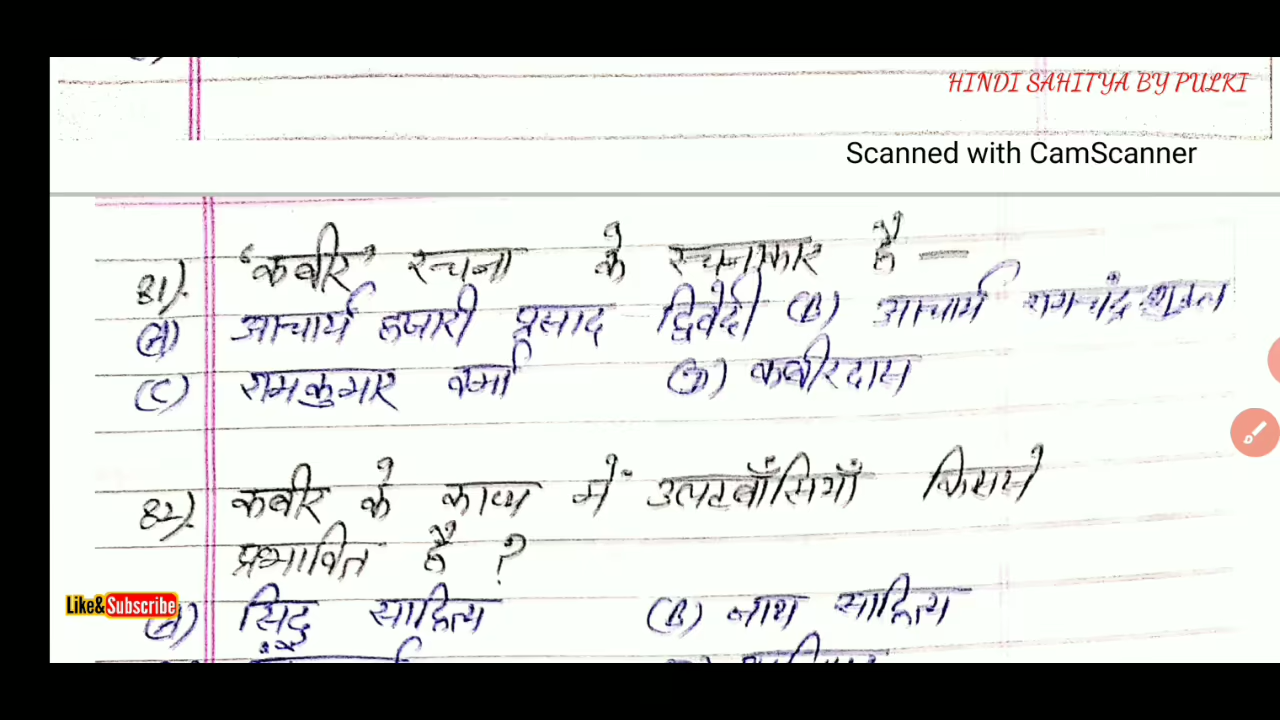 HINDI SAHITYA BY PULKI
Scanned with CamScanner
81). 'कबीर' रचना के रचनाकार है —
(A) आचार्य हजारी प्रसाद द्विवेदी (B) आचार्य रामचंद्र शुक्ल
(C) रामकुमार वर्मा (D) कबीरदास
82). कबीर के काव्य में उलटवाँसियाँ किससे
प्रभावित है ?
Like& Subscribe
(A) सिद्ध साहित्य (B) नाथ साहित्य